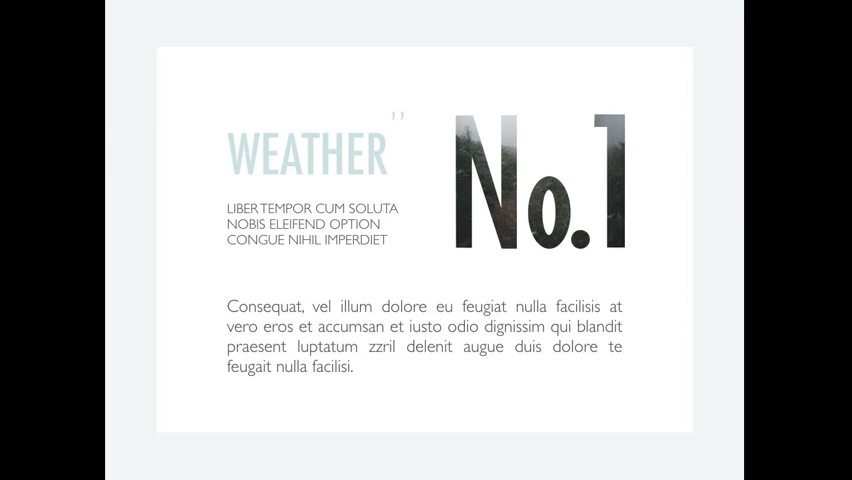 WEATHER”
No.1
LIBER TEMPOR CUM SOLUTA
NOBIS ELEIFEND OPTION
CONGUE NIHIL IMPERDIET
Consequat, vel illum dolore eu feugiat nulla facilisis at
vero eros et accumsan et iusto odio dignissim qui blandit
praesent luptatum zzril delenit augue duis dolore te
feugait nulla facilisi.